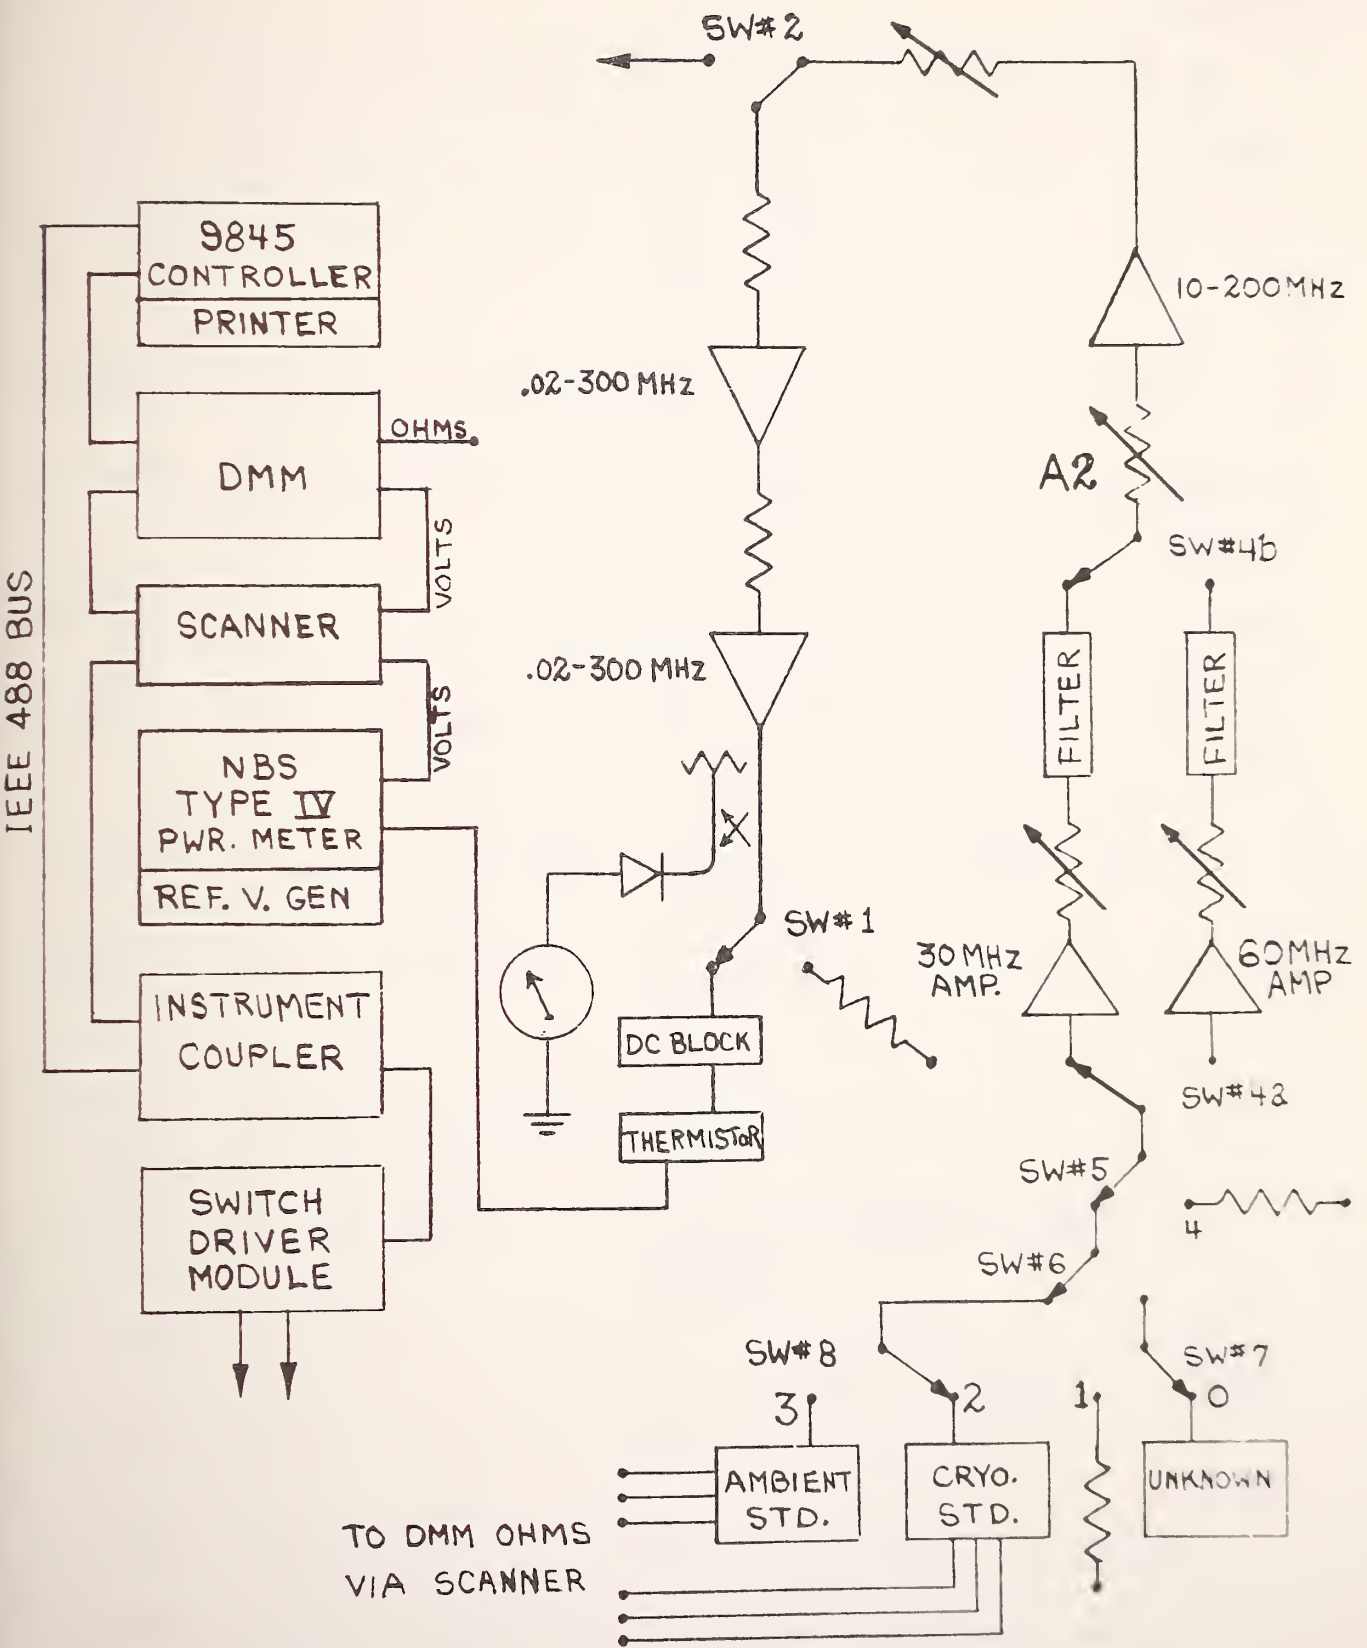 SW#2
9845
CONTROLLER
PRINTER
10-200MHz
.02-300 MHz
OHMS
DMM
A2
VOLTS
SW#4b
IEEE 488 BUS
SCANNER
.02-300 MHz
FILTER
FILTER
VOLTS
NBS
TYPE IV
PWR. METER
REF. V. GEN
SW#1
30 MHz
AMP.
60MHz
AMP
INSTRUMENT
COUPLER
DC BLOCK
SW#4a
THERMISTOR
SW#5
4
SWITCH
DRIVER
MODULE
SW#6
SW#8
SW#7
3
2
1
0
AMBIENT
STD.
CRYO.
STD.
UNKNOWN
TO DMM OHMS
VIA SCANNER